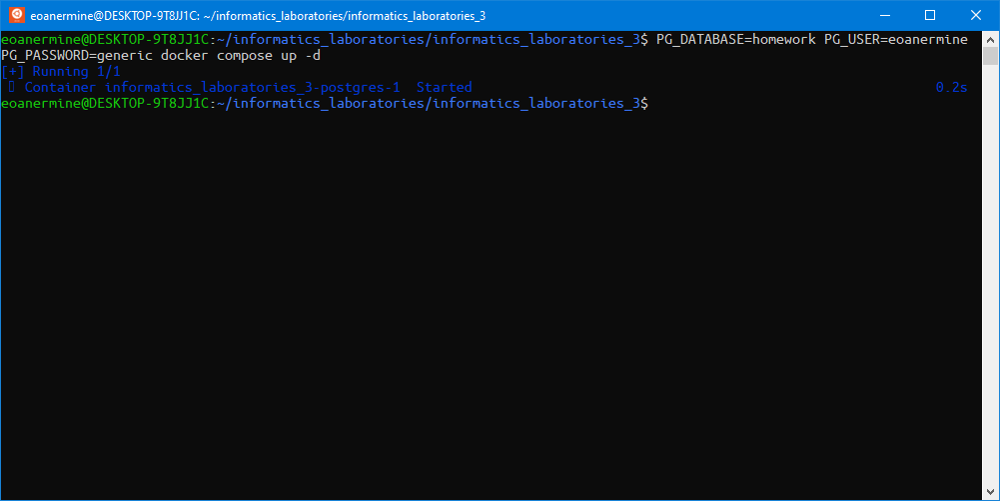 eoanermine@DESKTOP-9T8JJ1C: ~/informatics_laboratories/informatics_laboratories_3
eoanermine@DESKTOP-9T8JJ1C:~/informatics_laboratories/informatics_laboratories_3$ PG_DATABASE=homework PG_USER=eoanermine
PG_PASSWORD=generic docker compose up -d
[+] Running 1/1
Container informatics_laboratories_3-postgres-1  Started 0.2s
eoanermine@DESKTOP-9T8JJ1C:~/informatics_laboratories/informatics_laboratories_3$